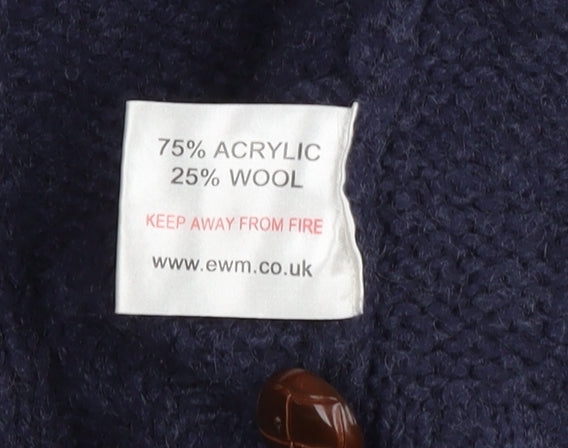 75% ACRYLIC
25% WOOL
KEEP AWAY FROM FIRE
www.ewm.co.uk